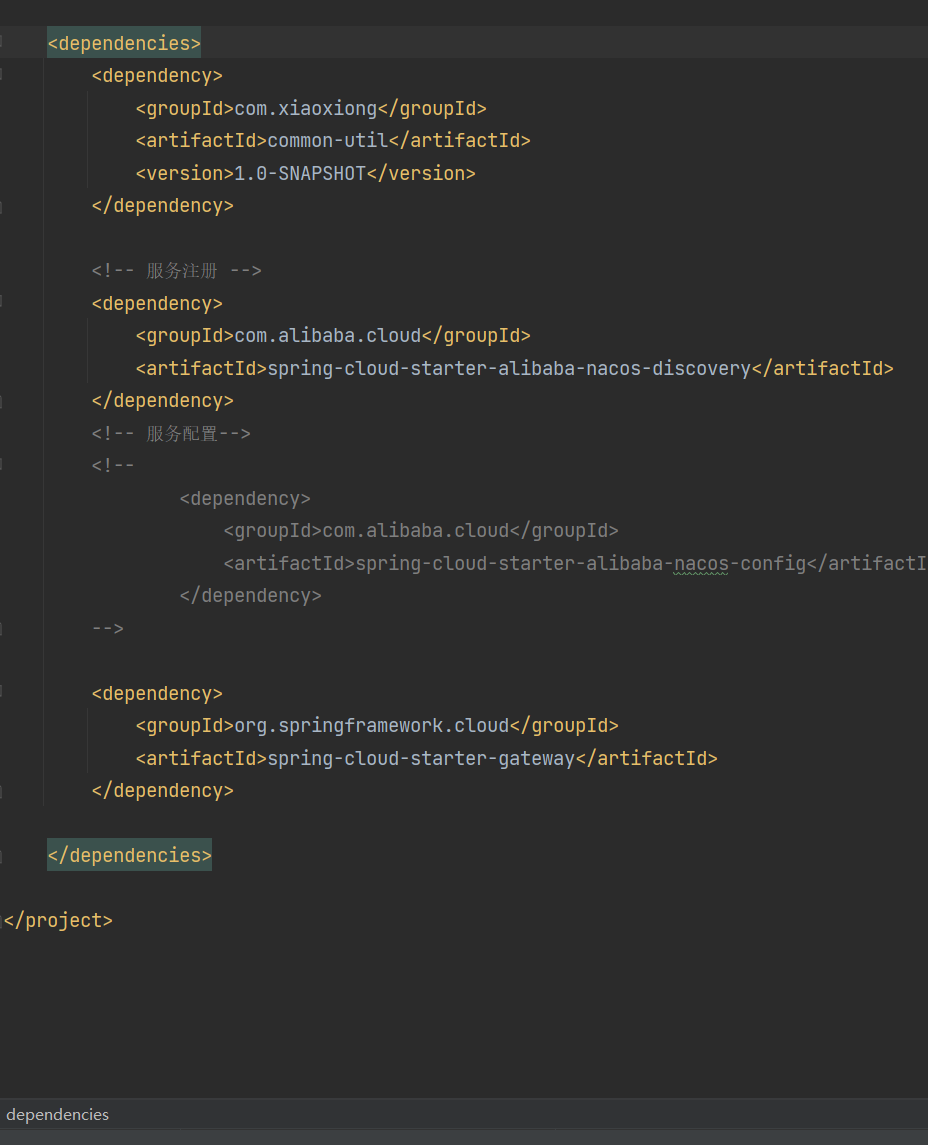 <dependencies>
<dependency>
<groupId>com.xiaoxiong</groupId>
<artifactId>common-util</artifactId>
<version>1.0-SNAPSHOT</version>
</dependency>
<!-- 服务注册 -->
<dependency>
<groupId>com.alibaba.cloud</groupId>
<artifactId>spring-cloud-starter-alibaba-nacos-discovery</artifactId>
</dependency>
<!-- 服务配置-->
<!--
<dependency>
<groupId>com.alibaba.cloud</groupId>
<artifactId>spring-cloud-starter-alibaba-nacos-config</artifactI
</dependency>
-->
<dependency>
<groupId>org.springframework.cloud</groupId>
<artifactId>spring-cloud-starter-gateway</artifactId>
</dependency>
</dependencies>
</project>
dependencies